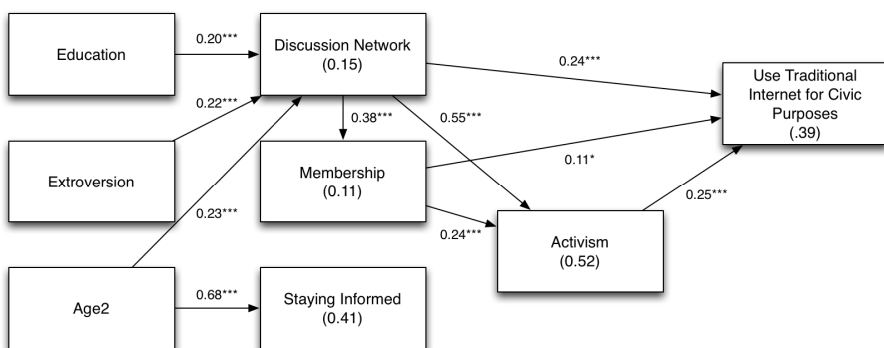 Education
0.20***
Discussion Network
(0.15)
0.24***
Use Traditional
Internet for Civic
Purposes
(.39)
0.22***
0.38***
0.55***
Extroversion
Membership
(0.11)
0.11*
0.23***
0.24***
0.25***
Activism
(0.52)
Age2
0.68***
Staying Informed
(0.41)